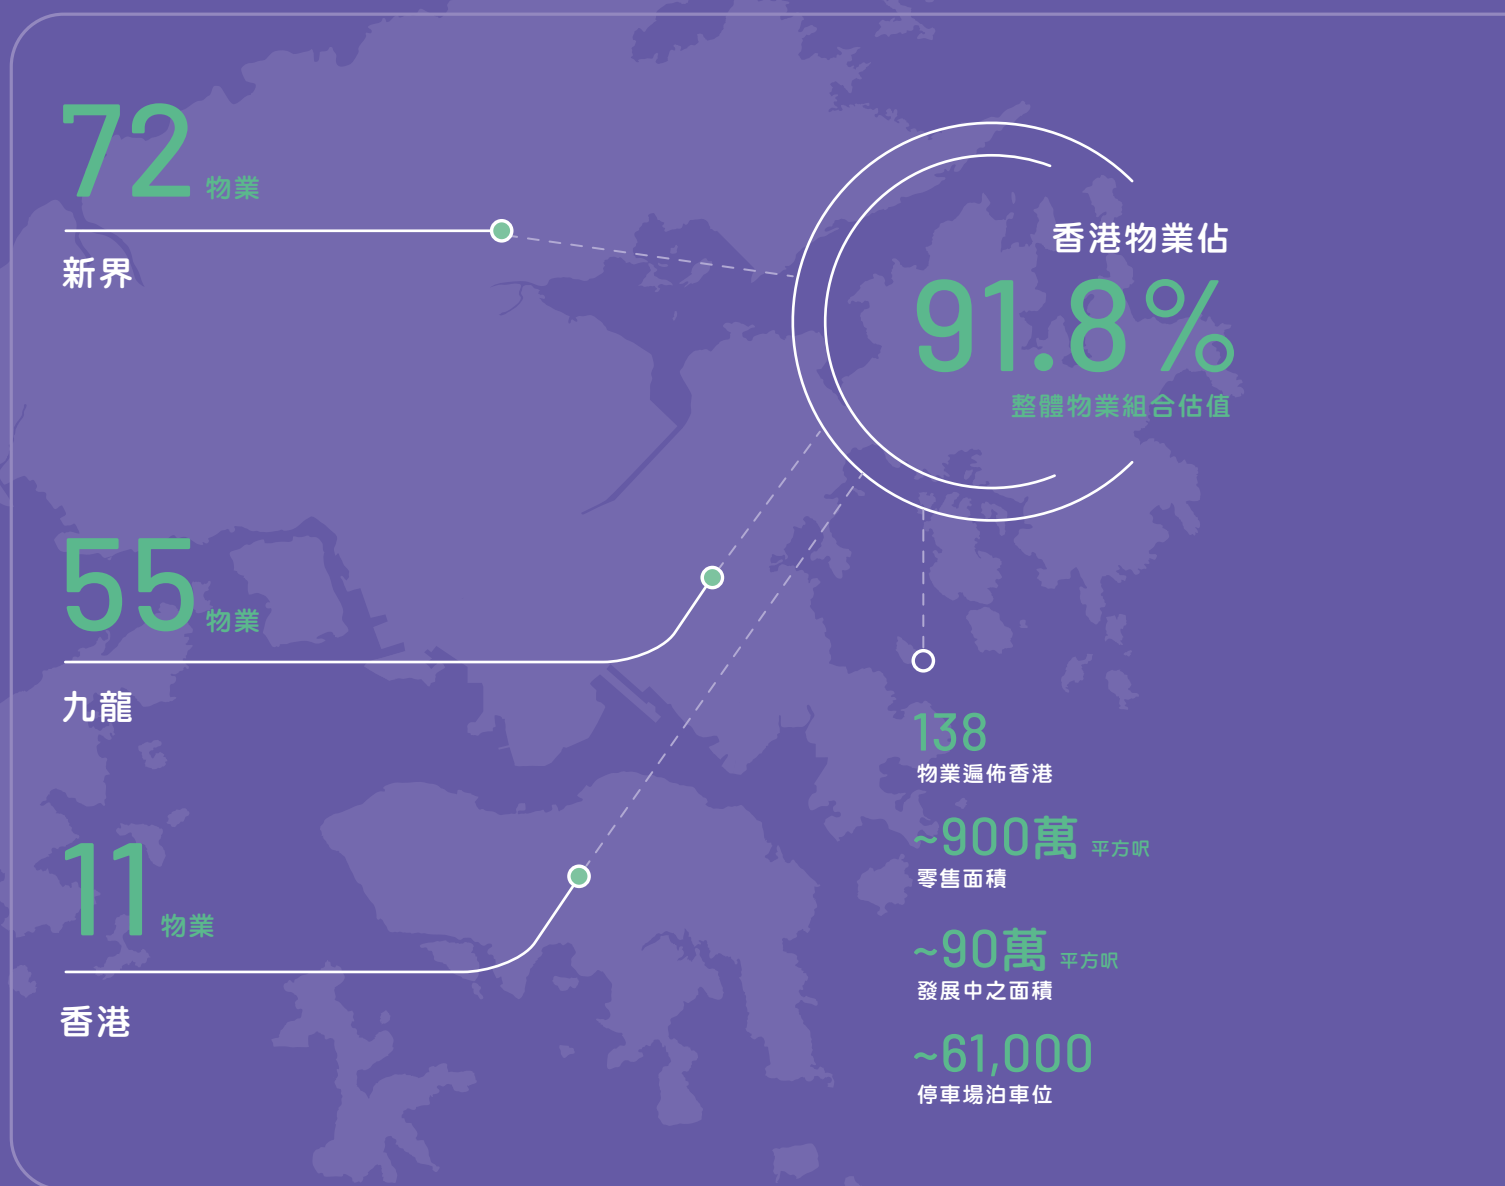 72 物業
新界
55 物業
九龍
11 物業
香港
香港物業佔
91.8%
整體物業組合估值
138
物業遍佈香港
~900萬 平方呎
零售面積
~90萬 平方呎
發展中之面積
~61,000
停車場泊車位